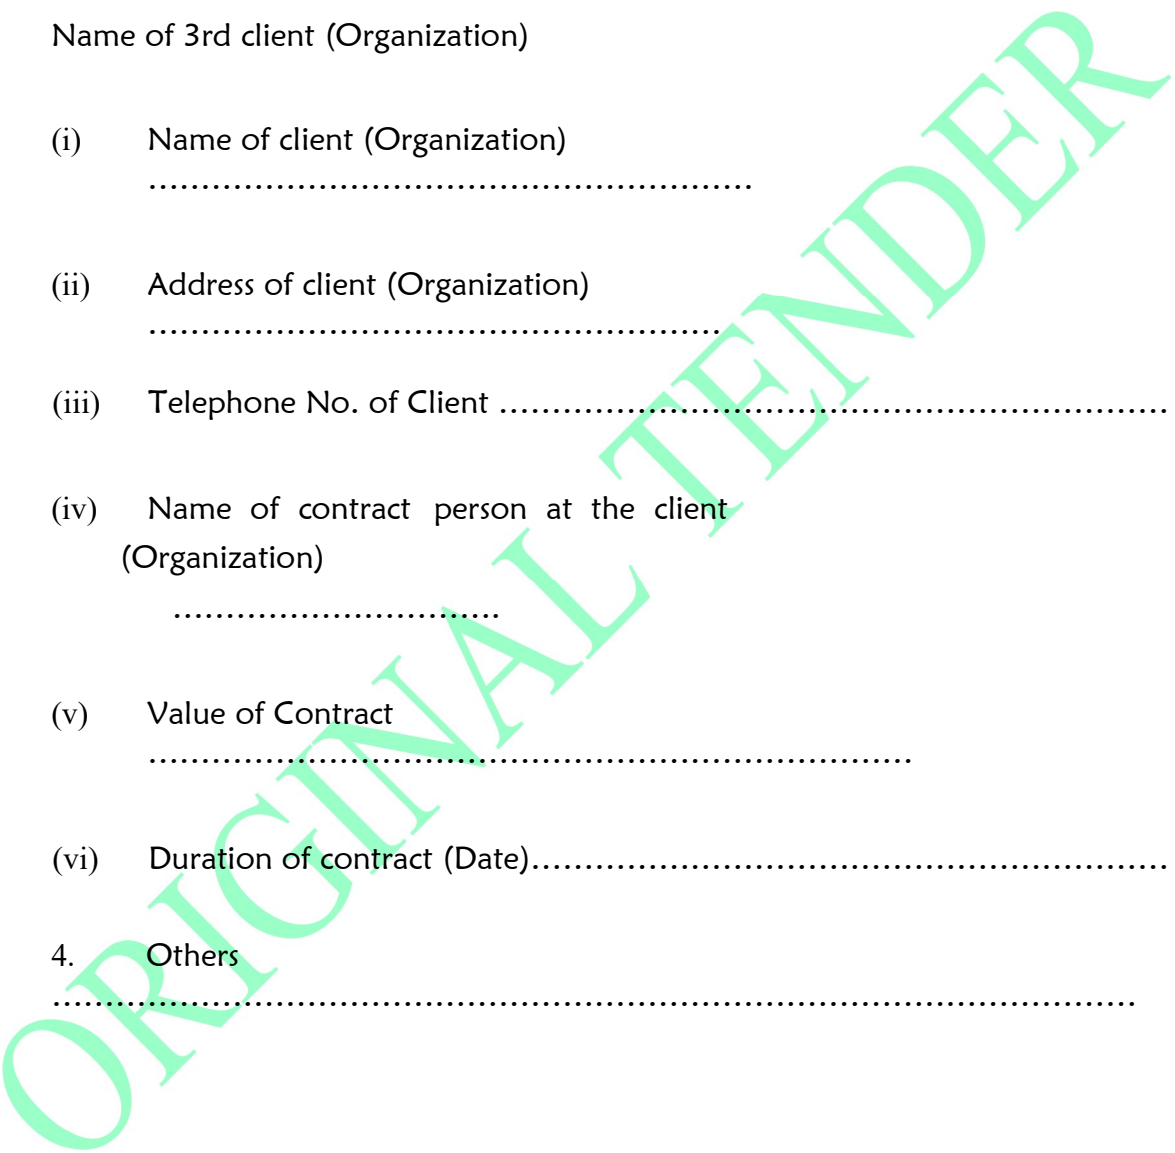 Name of 3rd client (Organization)
(i) Name of client (Organization)
……………………………………………………
(ii) Address of client (Organization)
…………………………………………………
(iii) Telephone No. of Client …………………………………………………………
(iv) Name of contract person at the client
(Organization)
…………………………..
(v) Value of Contract
…………………………………………………………………
(vi) Duration of contract (Date)………………………………………………………
4. Others
………………………………………………………………………………………………
ORIGINAL TENDER